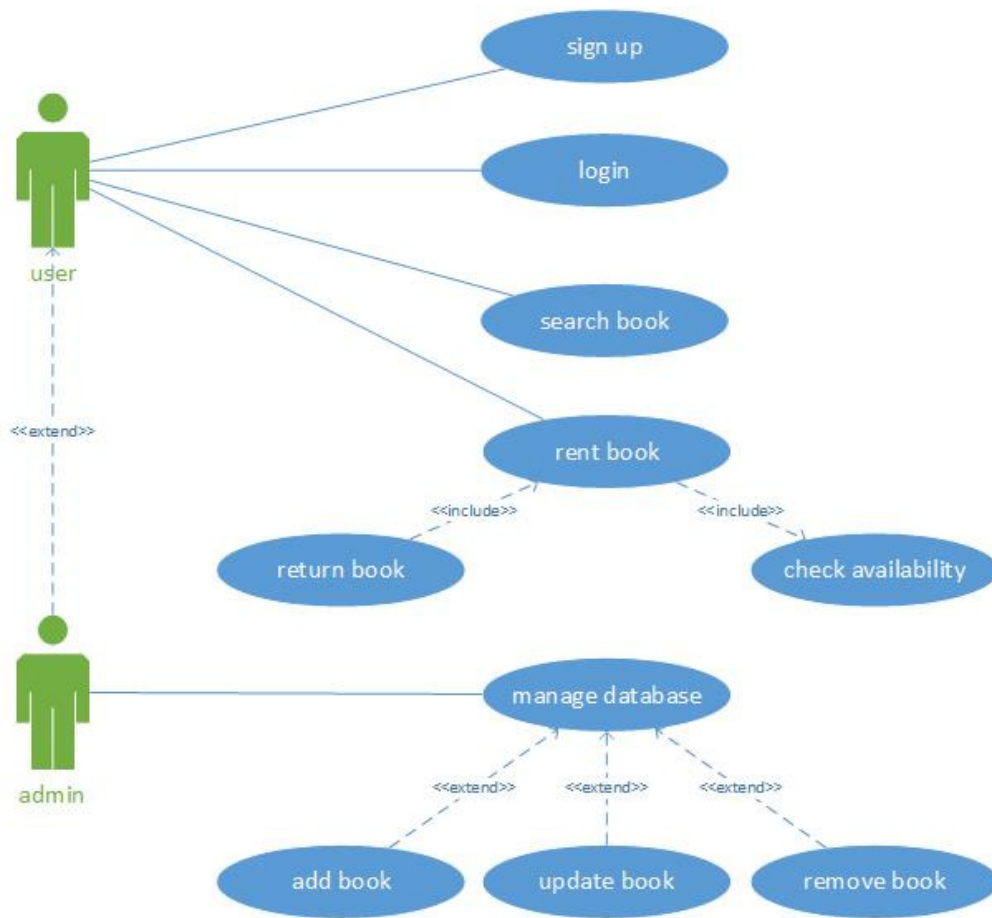 sign up
login
user
search book
<<extend>>
rent book
<<include>>
<<include>>
return book
check availability
manage database
admin
<<extend>>
<<extend>>
<<extend>>
add book
update book
remove book